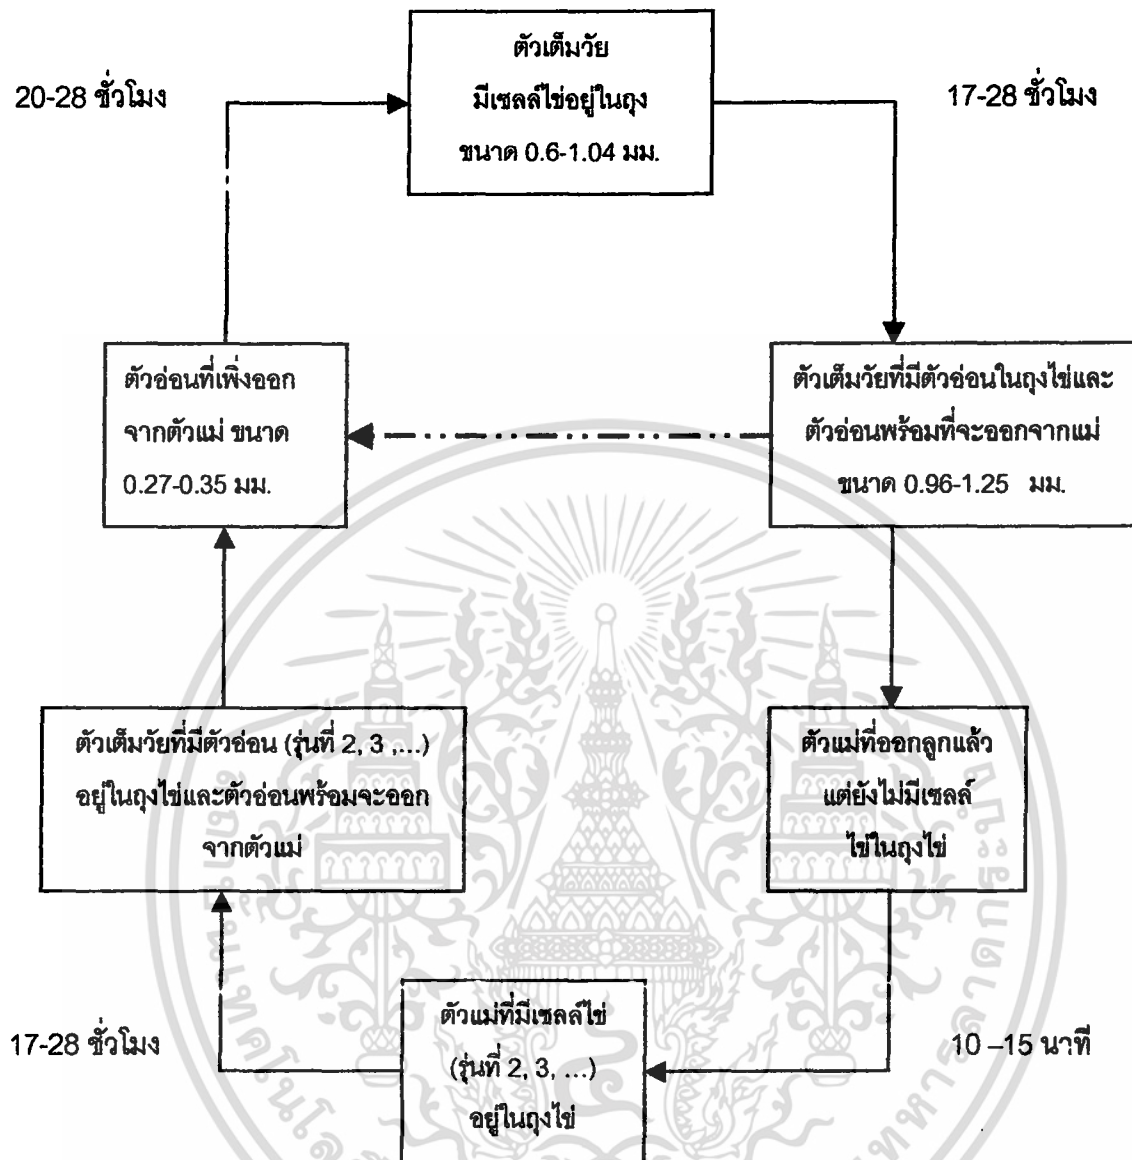 ตัวเต็มวัย
มีเซลล์ไข่อยู่ในถุง
ขนาด 0.6-1.04 มม.
20-28 ชั่วโมง
17-28 ชั่วโมง
ตัวอ่อนที่เพิ่งออก
จากตัวแม่ ขนาด
0.27-0.35 มม.
ตัวเต็มวัยที่มีตัวอ่อนในถุงไข่และ
ตัวอ่อนพร้อมที่จะออกจากแม่
ขนาด 0.96-1.25 มม.
ตัวเต็มวัยที่มีตัวอ่อน (รุ่นที่ 2, 3 ,...)
อยู่ในถุงไข่และตัวอ่อนพร้อมจะออก
จากตัวแม่
ตัวแม่ที่ออกลูกแล้ว
แต่ยังไม่มีเซลล์
ไข่ในถุงไข่
17-28 ชั่วโมง
ตัวแม่ที่มีเซลล์ไข่
(รุ่นที่ 2, 3, ...)
อยู่ในถุงไข่
10 –15 นาที